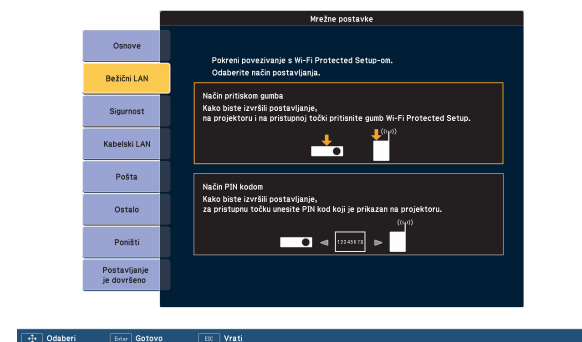 Mrežne postavke
Osnove
Bežični LAN
Sigurnost
Kabelski LAN
Pošta
Ostalo
Poništi
Postavljanje
je dovršeno
Pokreni povezivanje s Wi-Fi Protected Setup-om.
Odaberite način postavljanja.
Način pritiskom gumba
Kako biste izvršili postavljanje,
na projektoru i na pristupnoj točki pritisnite gumb Wi-Fi Protected Setup.
Način PIN kodom
Kako biste izvršili postavljanje,
za pristupnu točku unesite PIN kod koji je prikazan na projektoru.
12345678
Odaberi Enter Gotovo ESC Vrati